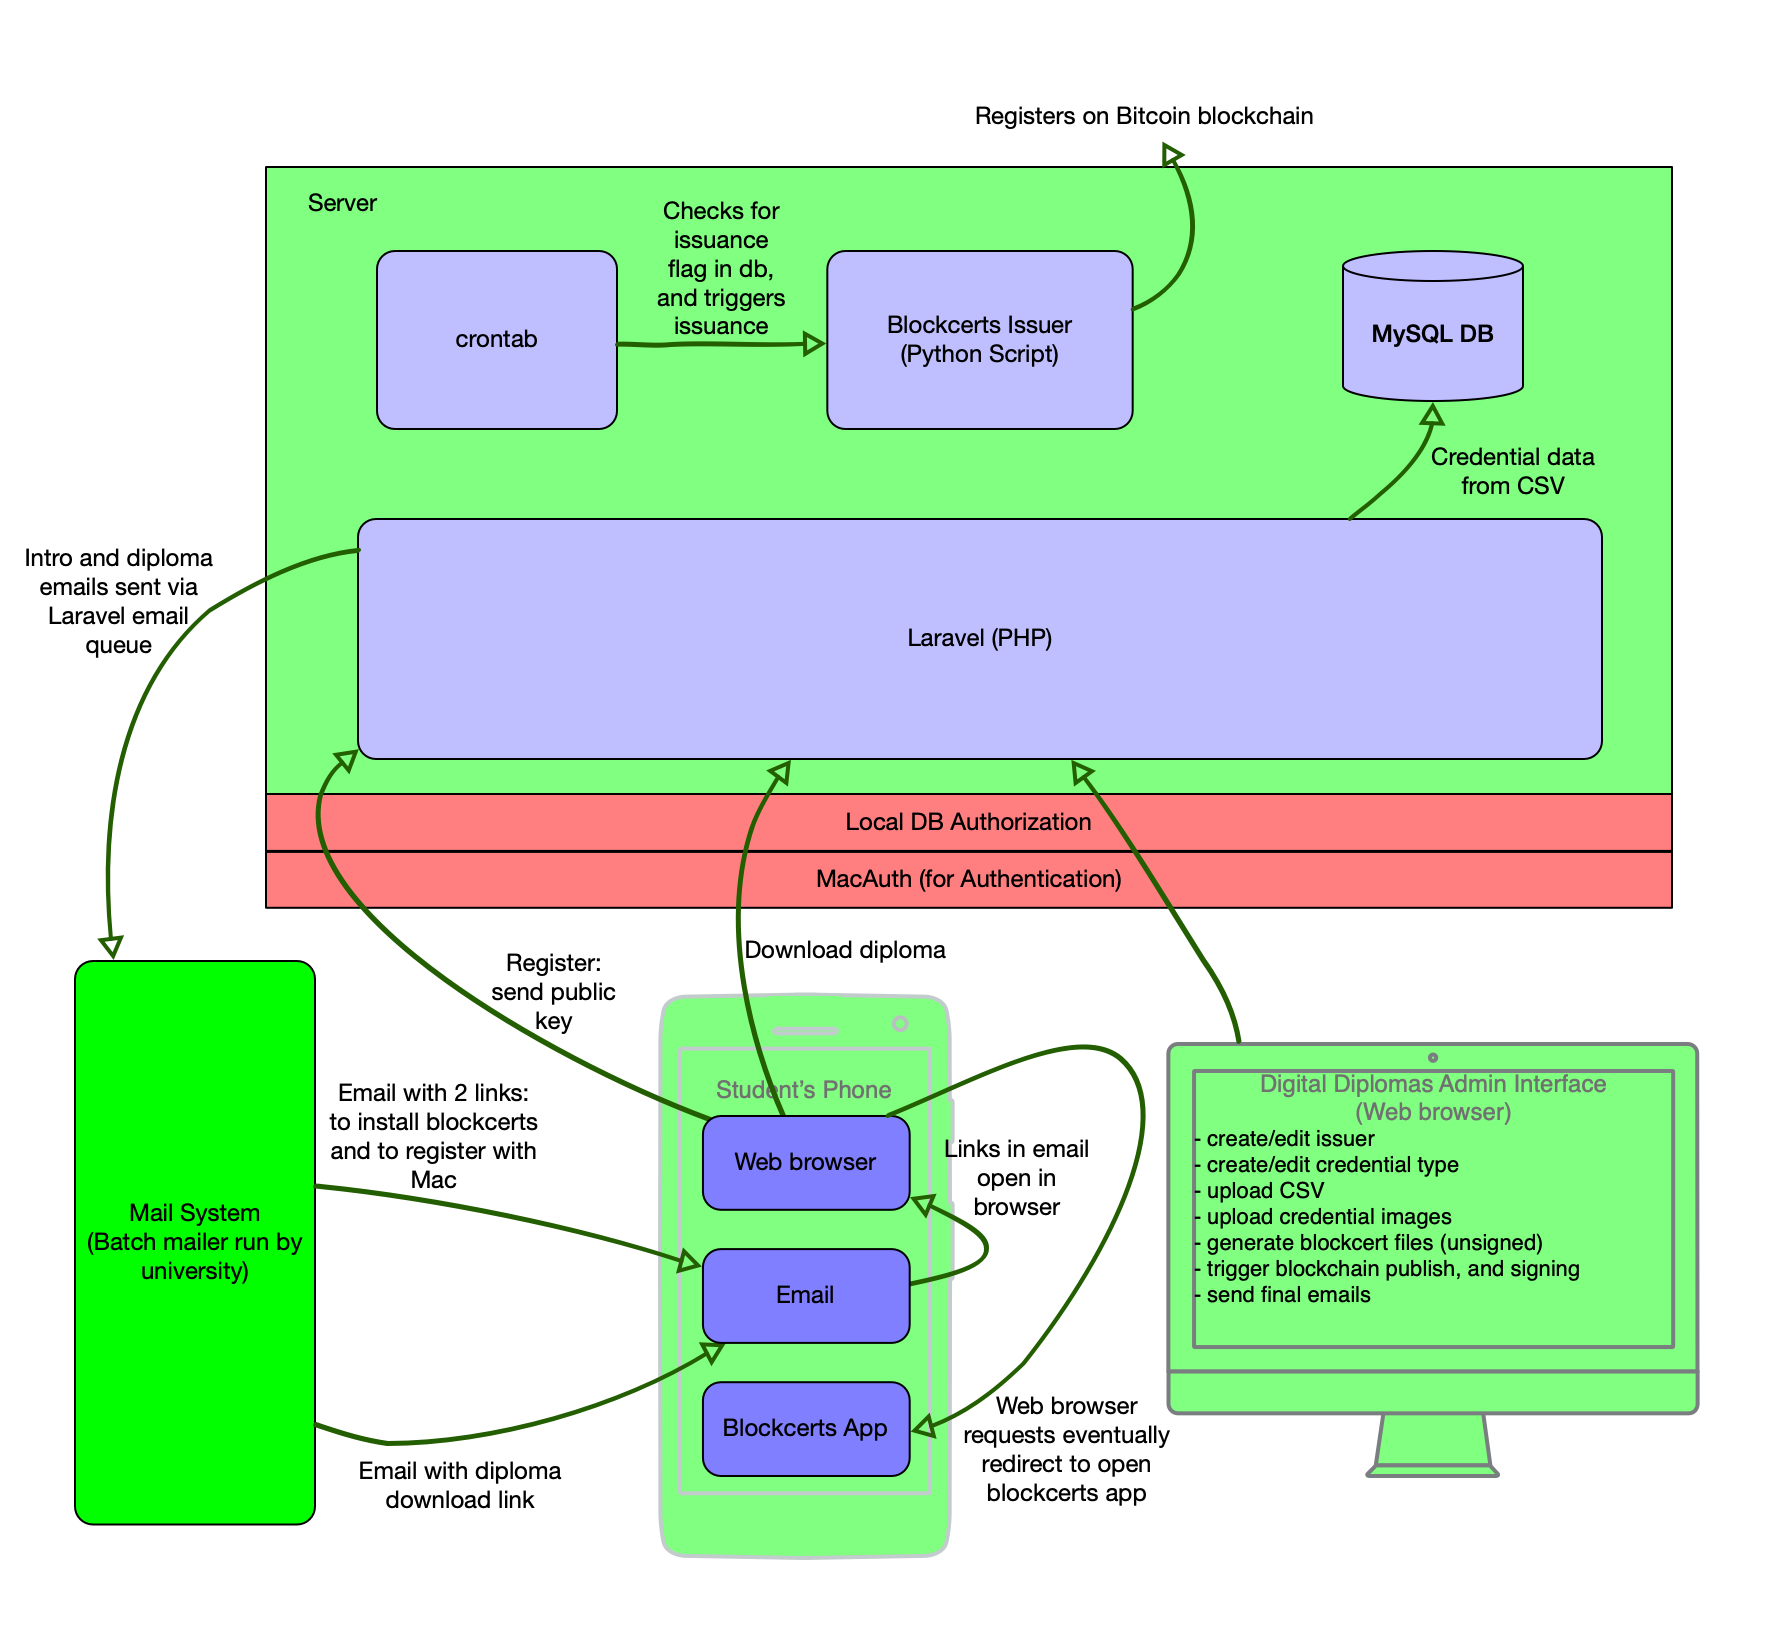 Registers on Bitcoin blockchain
Server
Checks for
issuance
flag in db,
and triggers
issuance
crontab
Blockcerts Issuer
(Python Script)
MySQL DB
Credential data
from CSV
Intro and diploma
emails sent via
Laravel email
queue
Laravel (PHP)
Local DB Authorization
MacAuth (for Authentication)
Register:
send public
key
Download diploma
Email with 2 links:
to install blockcerts
and to register with
Mac
Mail System
(Batch mailer run by
university)
Email with diploma
download link
Student's Phone
Web browser
Email
Blockcerts App
Links in email
open in
browser
Web browser
requests eventually
redirect to open
blockcerts app
Digital Diplomas Admin Interface
(Web browser)
- create/edit issuer
- create/edit credential type
- upload CSV
- upload credential images
- generate blockcert files (unsigned)
- trigger blockchain publish, and signing
- send final emails